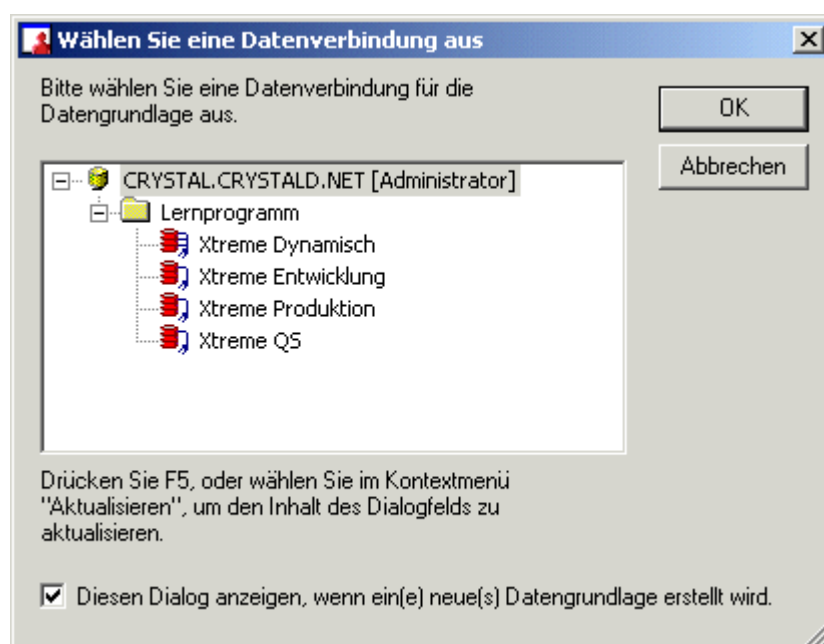 Wählen Sie eine Datenverbindung aus
Bitte wählen Sie eine Datenverbindung für die
Datengrundlage aus.
OK
Abbrechen
CRYSTAL.CRYSTALD.NET [Administrator]
Lernprogramm
Xtreme Dynamisch
Xtreme Entwicklung
Xtreme Produktion
Xtreme QS
Drücken Sie F5, oder wählen Sie im Kontextmenü
"Aktualisieren", um den Inhalt des Dialogfelds zu
aktualisieren.
Diesen Dialog anzeigen, wenn ein(e) neue(s) Datengrundlage erstellt wird.